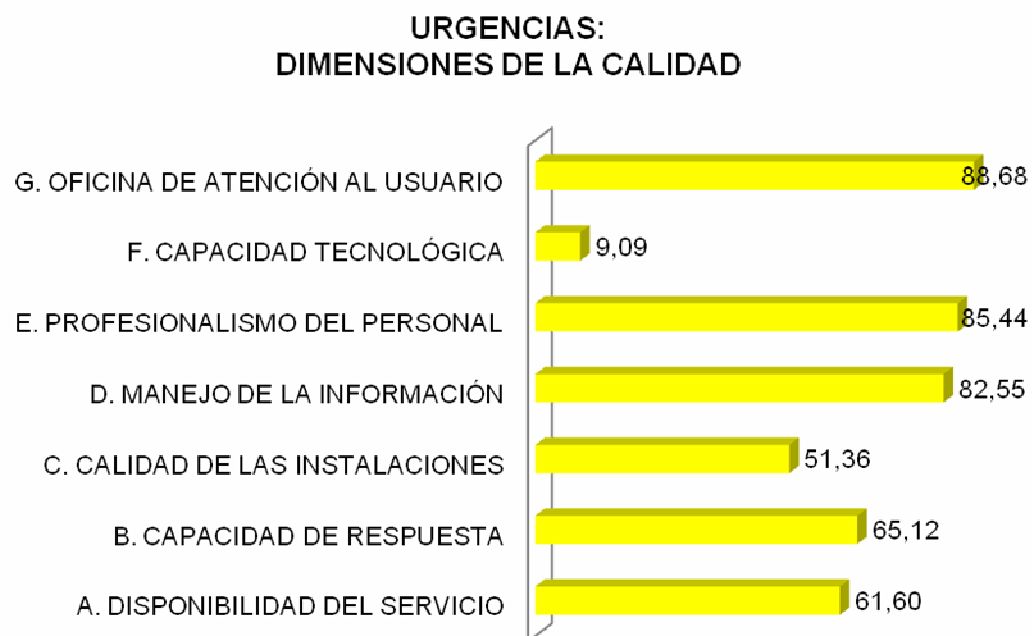 URGENCIAS:
DIMENSIONES DE LA CALIDAD
G. OFICINA DE ATENCIÓN AL USUARIO 88,68
F. CAPACIDAD TECNOLÓGICA 9,09
E. PROFESIONALISMO DEL PERSONAL 85,44
D. MANEJO DE LA INFORMACIÓN 82,55
C. CALIDAD DE LAS INSTALACIONES 51,36
B. CAPACIDAD DE RESPUESTA 65,12
A. DISPONIBILIDAD DEL SERVICIO 61,60